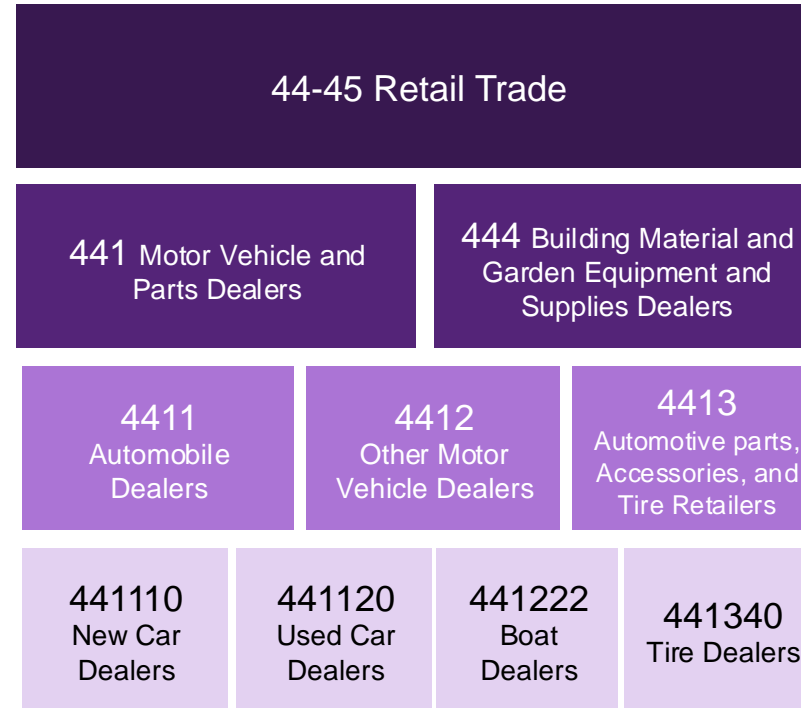 44-45 Retail Trade
441 Motor Vehicle and
Parts Dealers
444 Building Material and
Garden Equipment and
Supplies Dealers
4411
Automobile
Dealers
4412
Other Motor
Vehicle Dealers
4413
Automotive parts,
Accessories, and
Tire Retailers
441110
New Car
Dealers
441120
Used Car
Dealers
441222
Boat
Dealers
441340
Tire Dealers